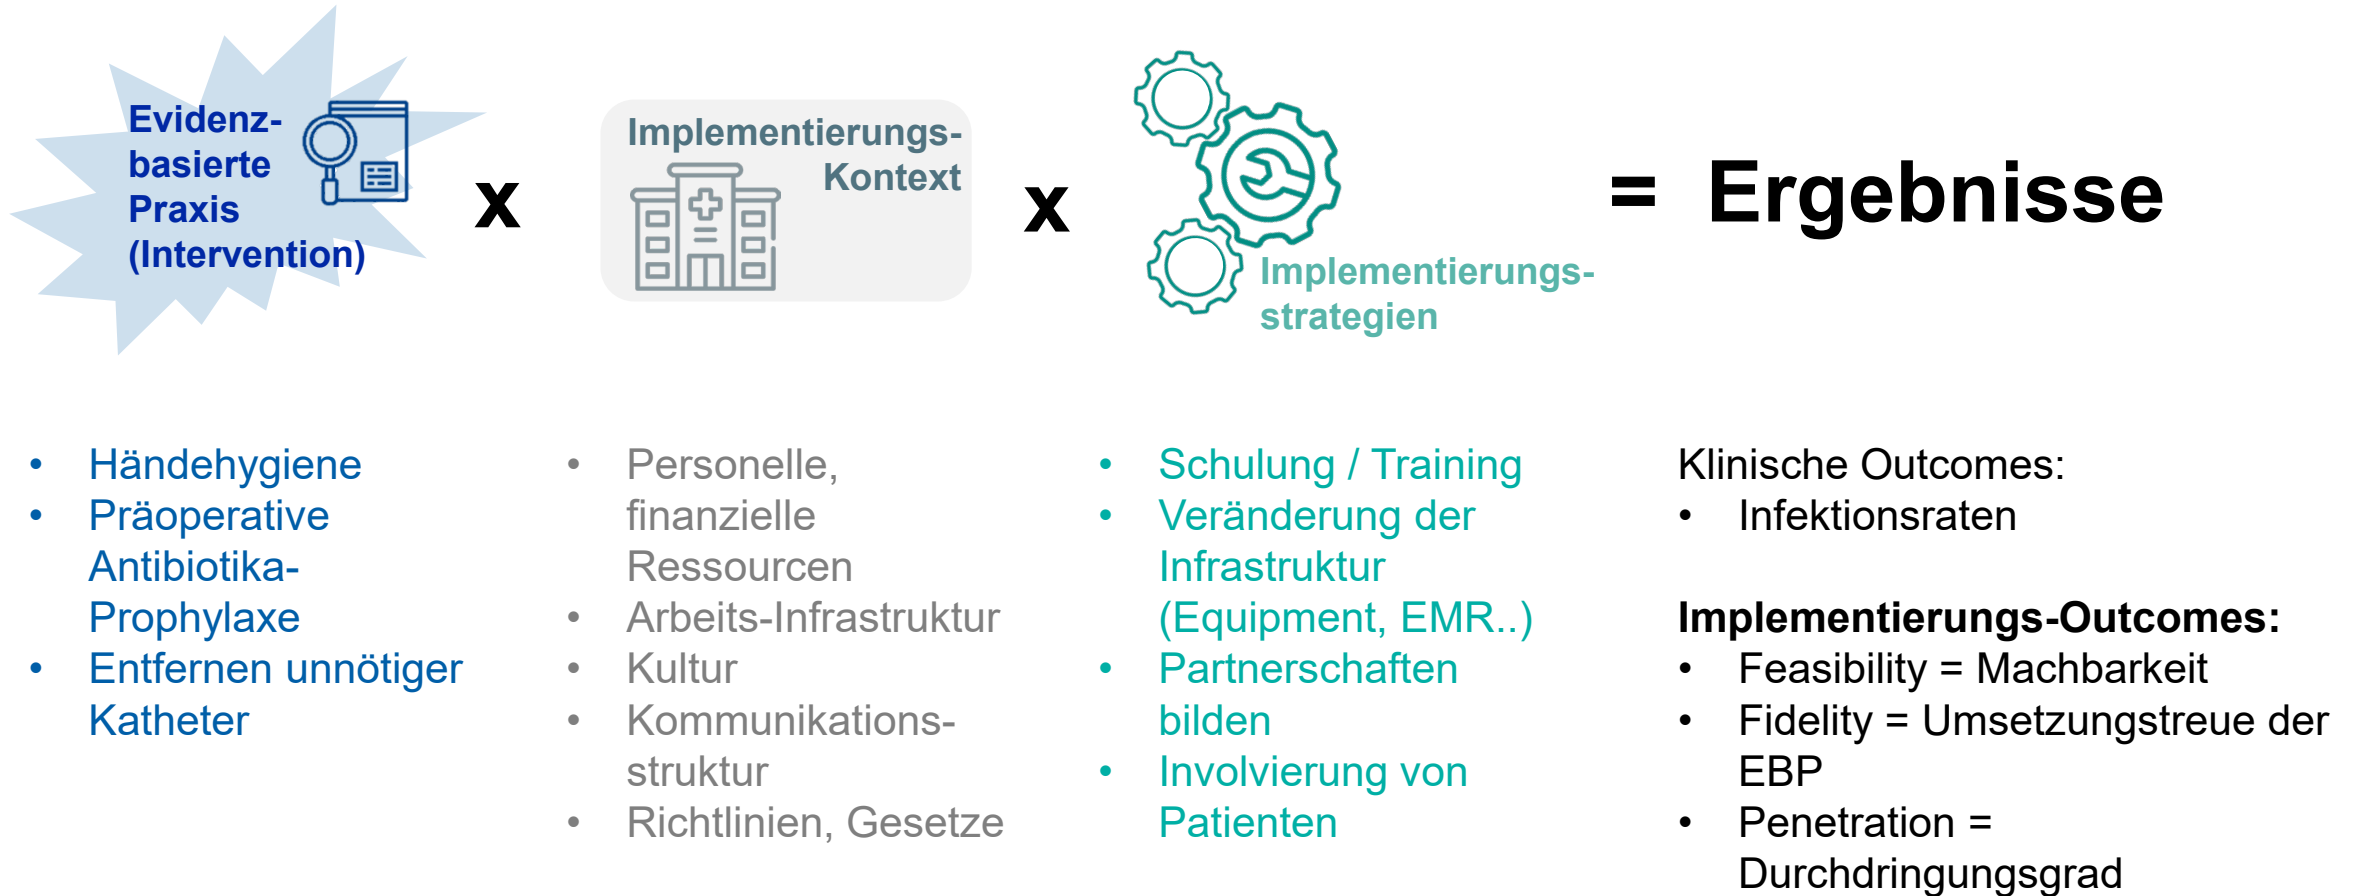 Evidenz-
basierte
Praxis
(Intervention)
x
Implementierungs-
Kontext
x
Implementierungs-
strategien
= Ergebnisse
• Händehygiene
• Präoperative
Antibiotika-
Prophylaxe
• Entfernen unnötiger
Katheter
• Personelle,
finanzielle
Ressourcen
• Arbeits-Infrastruktur
• Kultur
• Kommunikations-
struktur
• Richtlinien, Gesetze
• Schulung / Training
• Veränderung der
Infrastruktur
(Equipment, EMR..)
• Partnerschaften
bilden
• Involvierung von
Patienten
Klinische Outcomes:
• Infektionsraten
Implementierungs-Outcomes:
• Feasibility = Machbarkeit
• Fidelity = Umsetzungstreue der
EBP
• Penetration =
Durchdringungsgrad